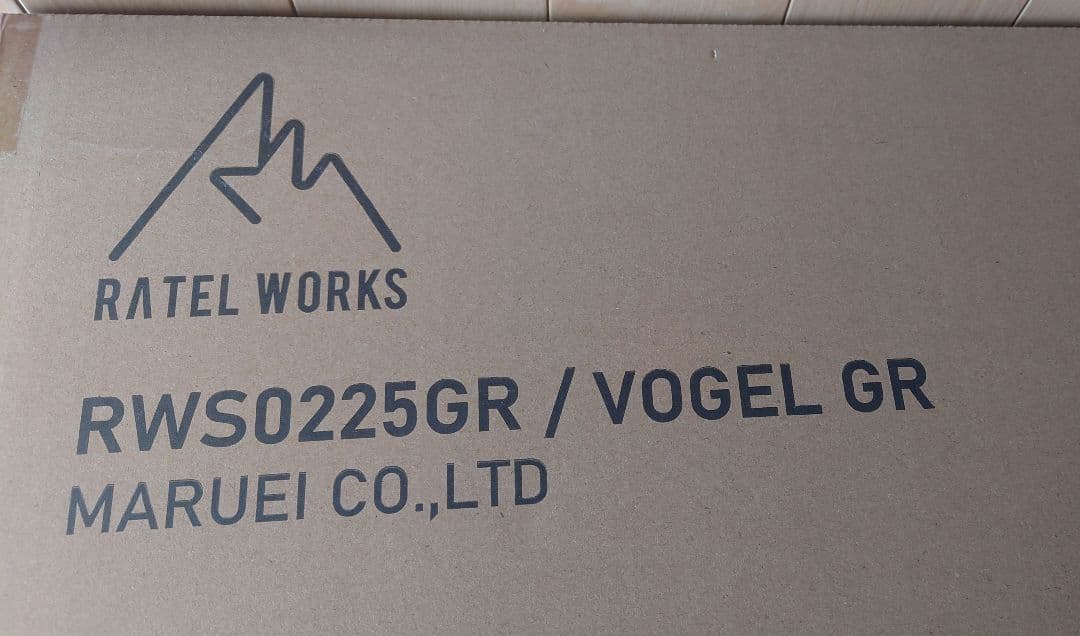 RATEL WORKS
RWS0225GR / VOGEL GR
MARUEI CO.,LTD